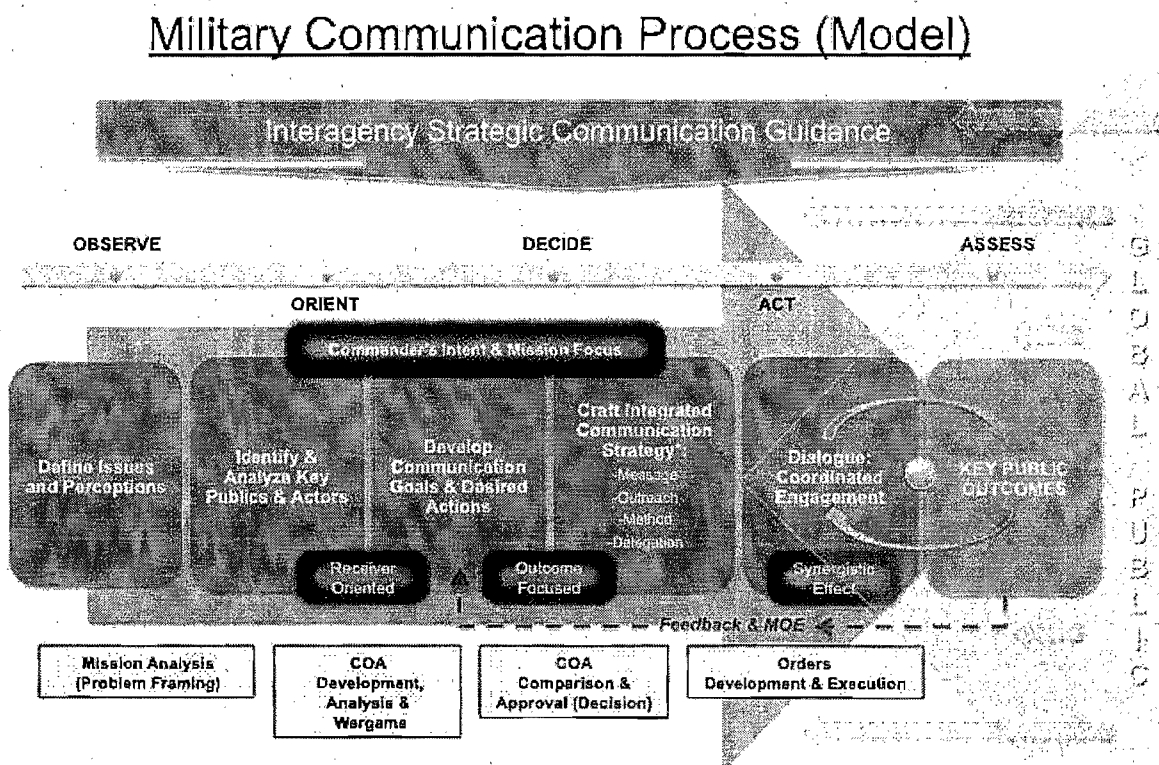 Military Communication Process (Model)
Interagency Strategic Communication Guidance
OBSERVE
DECIDE
ASSESS
ORIENT
ACT
Commander's Intent & Mission Focus
Define Issues
and Perceptions
Identify &
Analyze Key
Publics & Actors
Develop
Communication
Goals & Desired
Actions
Craft Integrated
Communication
Strategy*:
-Message
-Outreach
-Method
-Delegation
Dialogue:
Coordinated
Engagement
KEY PUBLIC
OUTCOMES
Receiver
Oriented
Outcome
Focused
Synergistic
Effect
Feedback & MOE
Mission Analysis
(Problem Framing)
COA
Development,
Analysis &
Wargame
COA
Comparison &
Approval (Decision)
Orders
Development & Execution
GLOBAL PUBLIC